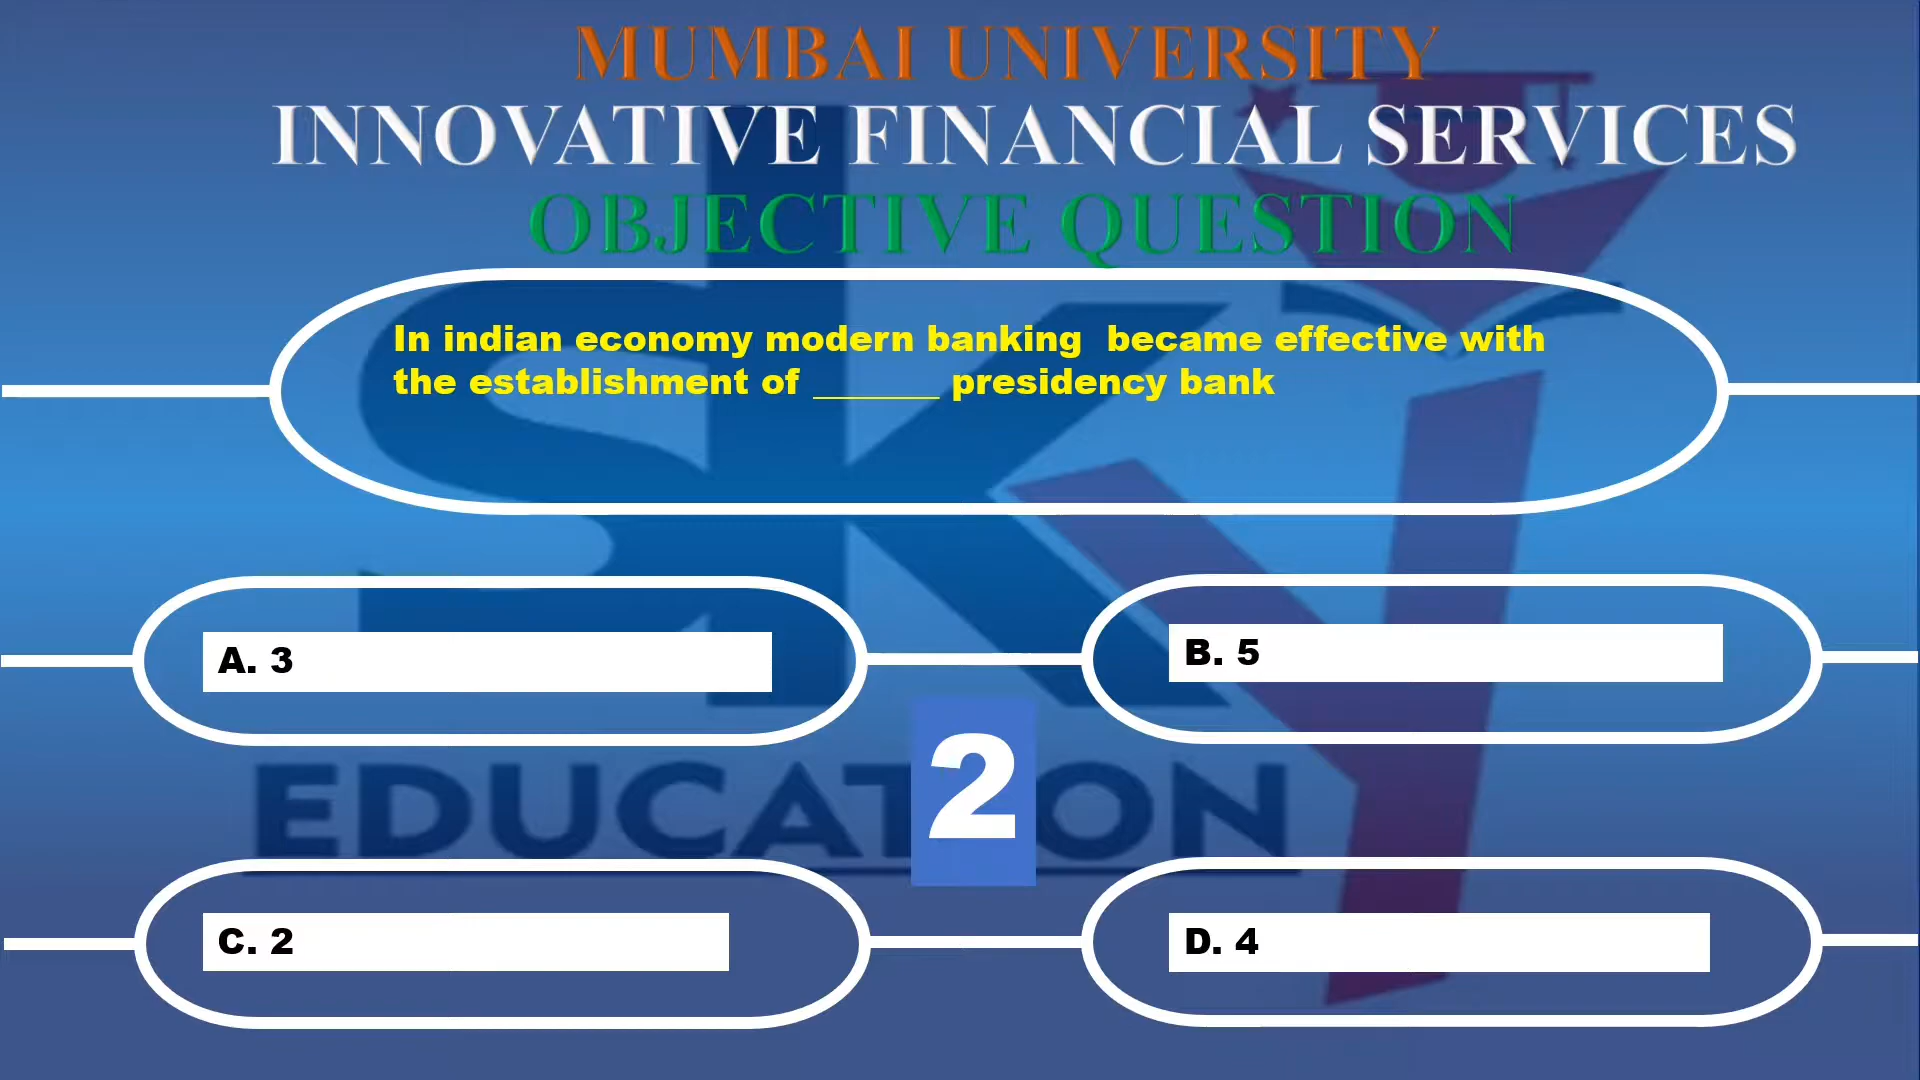 MUMBAI UNIVERSITY
INNOVATIVE FINANCIAL SERVICES
OBJECTIVE QUESTION
In indian economy modern banking  became effective with
the establishment of _______ presidency bank
A. 3
B. 5
2
EDUCATION
C. 2
D. 4